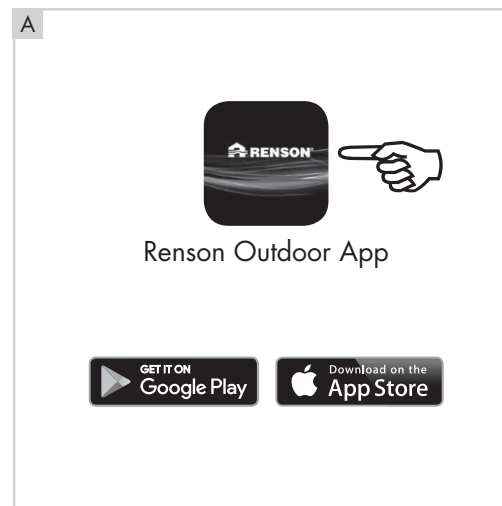 A
RENSON
Renson Outdoor App
GET IT ON
Google Play
Download on the
App Store